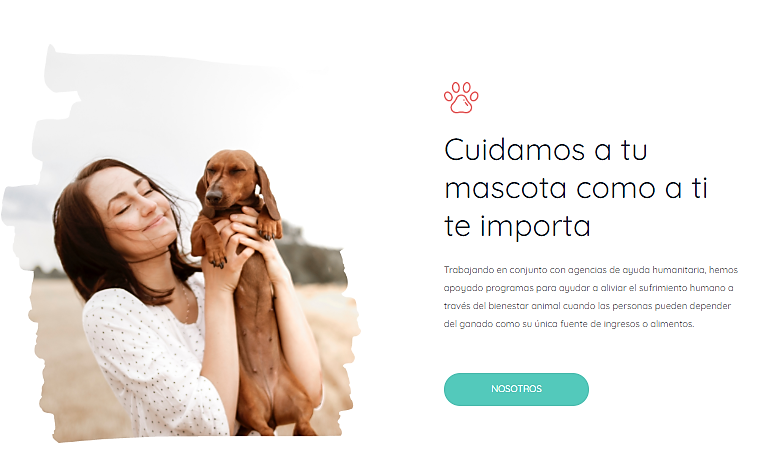 Cuidamos a tu
mascota como a ti
te importa
Trabajando en conjunto con agencias de ayuda humanitaria, hemos
apoyado programas para ayudar a aliviar el sufrimiento humano a
través del bienestar animal cuando las personas pueden depender
del ganado como su única fuente de ingresos o alimentos.
NOSOTROS